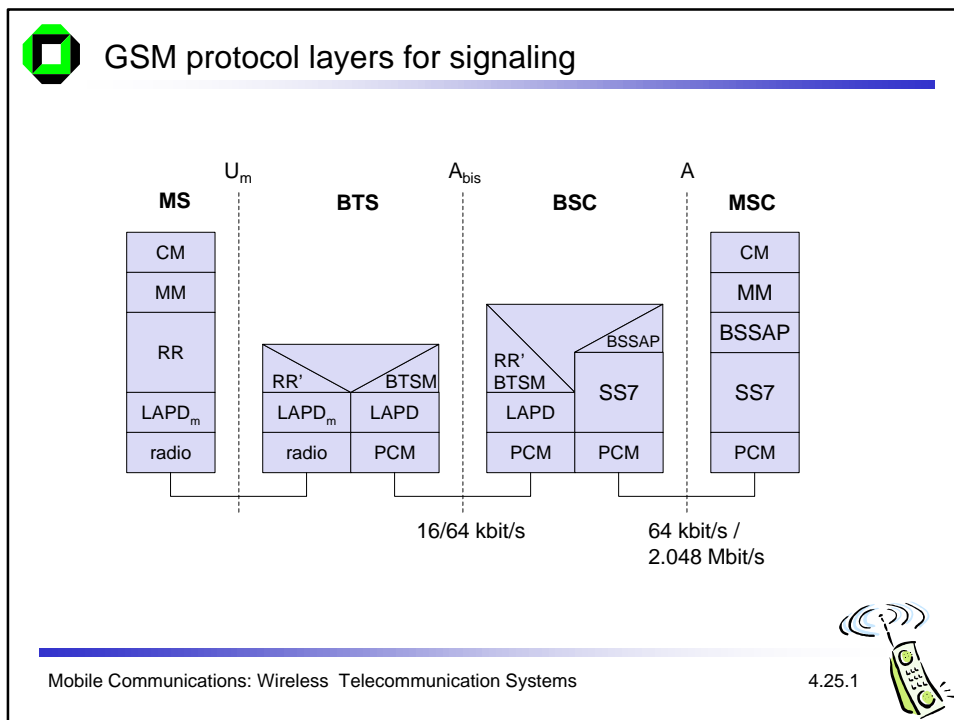 GSM protocol layers for signaling
Um Abis A
MS BTS BSC MSC
CM
MM
RR
LAPDm
radio
RR’ BTSM
LAPDm LAPD
radio PCM
BSSAP
RR’
BTSM
SS7
LAPD
PCM PCM
CM
MM
BSSAP
SS7
PCM
16/64 kbit/s
64 kbit/s /
2.048 Mbit/s
Mobile Communications: Wireless Telecommunication Systems 4.25.1